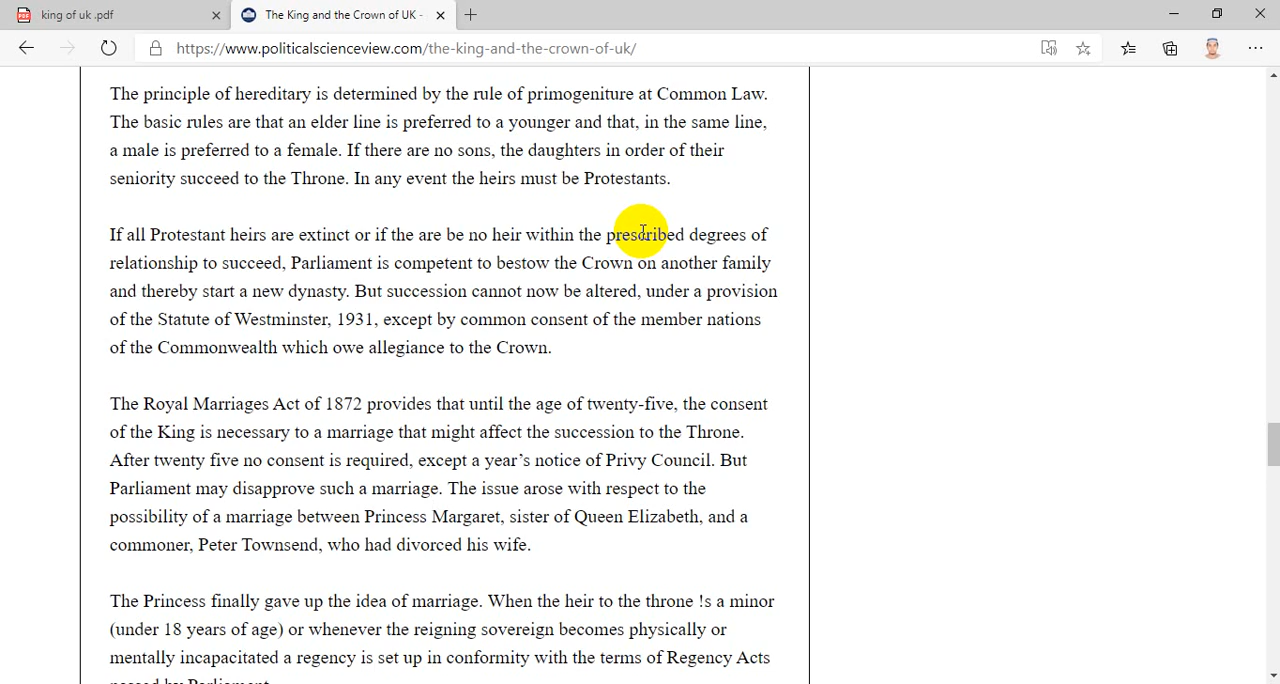 king of uk .pdf
The King and the Crown of UK -
https://www.politicalscienceview.com/the-king-and-the-crown-of-uk/
The principle of hereditary is determined by the rule of primogeniture at Common Law.
The basic rules are that an elder line is preferred to a younger and that, in the same line,
a male is preferred to a female. If there are no sons, the daughters in order of their
seniority succeed to the Throne. In any event the heirs must be Protestants.
If all Protestant heirs are extinct or if the are be no heir within the prescribed degrees of
relationship to succeed, Parliament is competent to bestow the Crown on another family
and thereby start a new dynasty. But succession cannot now be altered, under a provision
of the Statute of Westminster, 1931, except by common consent of the member nations
of the Commonwealth which owe allegiance to the Crown.
The Royal Marriages Act of 1872 provides that until the age of twenty-five, the consent
of the King is necessary to a marriage that might affect the succession to the Throne.
After twenty five no consent is required, except a year’s notice of Privy Council. But
Parliament may disapprove such a marriage. The issue arose with respect to the
possibility of a marriage between Princess Margaret, sister of Queen Elizabeth, and a
commoner, Peter Townsend, who had divorced his wife.
The Princess finally gave up the idea of marriage. When the heir to the throne !s a minor
(under 18 years of age) or whenever the reigning sovereign becomes physically or
mentally incapacitated a regency is set up in conformity with the terms of Regency Acts
passed by Parliament.